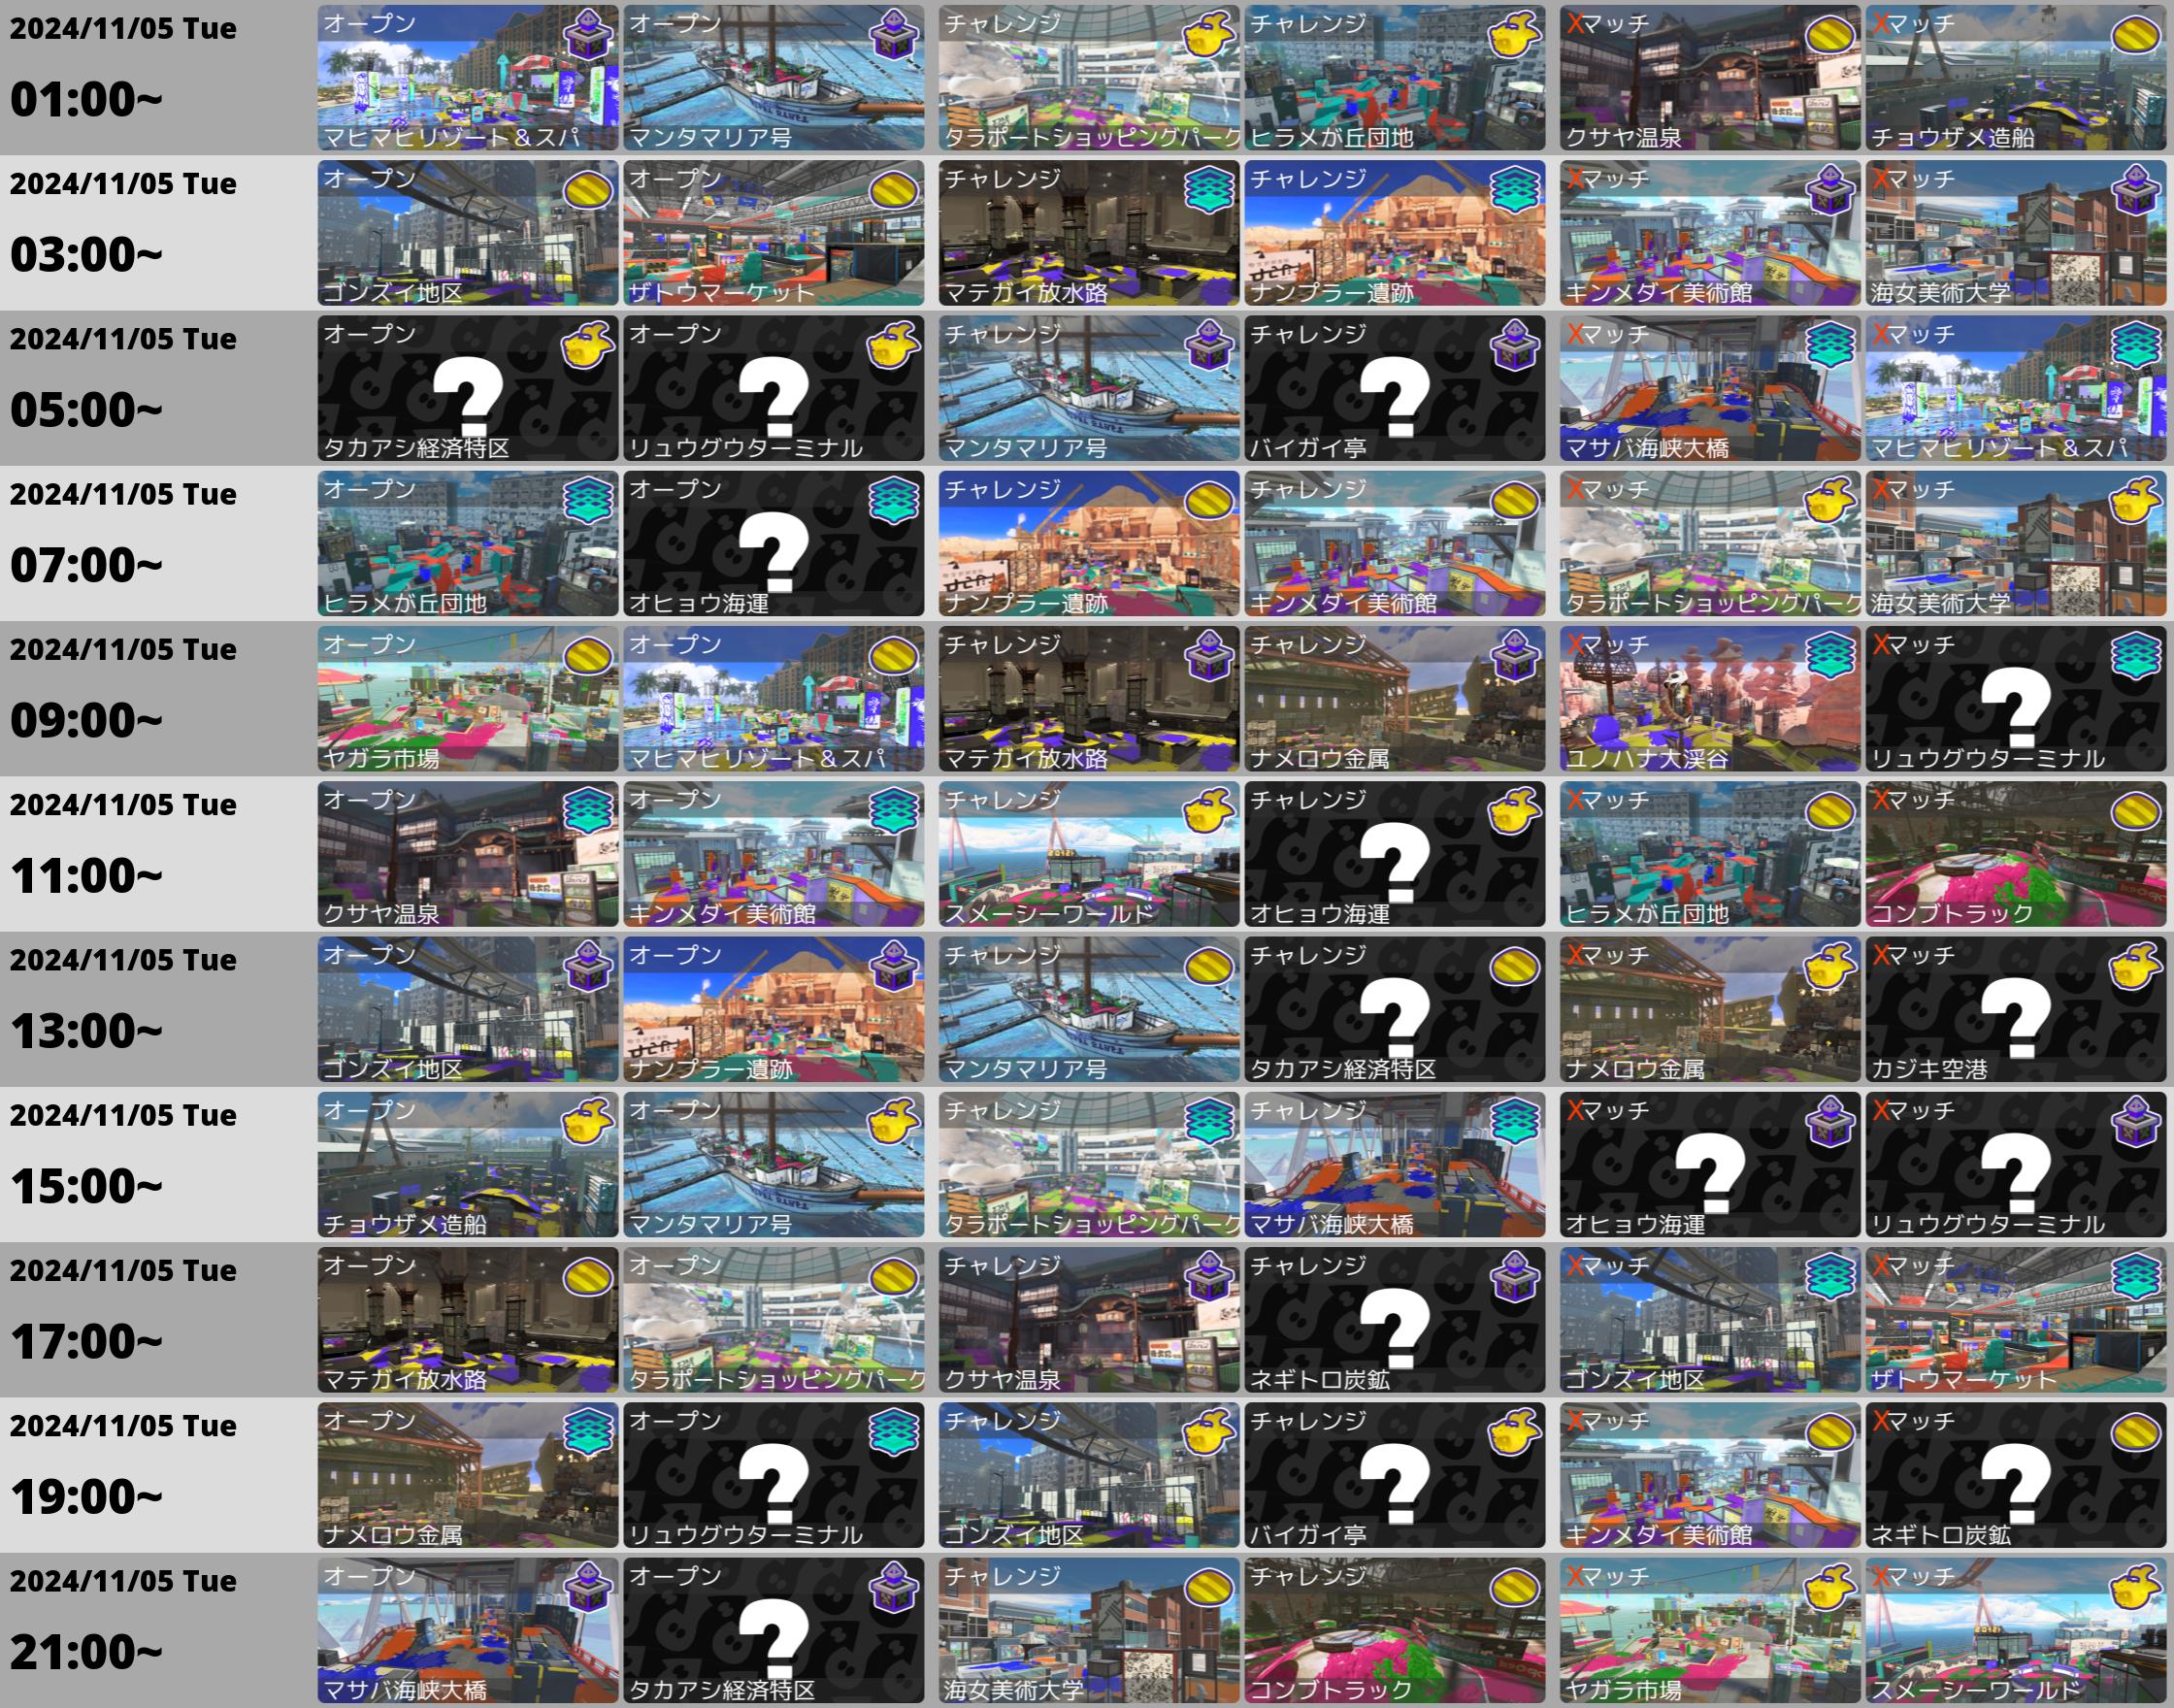 2024/11/05 Tue
01:00~
オープン
マヒマヒリゾート＆スパ
オープン
マンタマリア号
チャレンジ
タラポートショッピングパーク
チャレンジ
ヒラメが丘団地
Xマッチ
クサヤ温泉
Xマッチ
チョウザメ造船
2024/11/05 Tue
03:00~
オープン
ゴンズイ地区
オープン
ザトウマーケット
チャレンジ
マテガイ放水路
チャレンジ
ナンプラー遺跡
Xマッチ
キンメダイ美術館
Xマッチ
海女美術大学
2024/11/05 Tue
05:00~
オープン
タカアシ経済特区
オープン
リュウグウターミナル
チャレンジ
マンタマリア号
チャレンジ
バイガイ亭
Xマッチ
マサバ海峡大橋
Xマッチ
マヒマヒリゾート＆スパ
2024/11/05 Tue
07:00~
オープン
ヒラメが丘団地
オープン
オヒョウ海運
チャレンジ
ナンプラー遺跡
チャレンジ
キンメダイ美術館
Xマッチ
タラポートショッピングパーク
Xマッチ
海女美術大学
2024/11/05 Tue
09:00~
オープン
ヤガラ市場
オープン
マヒマヒリゾート＆スパ
チャレンジ
マテガイ放水路
チャレンジ
ナメロウ金属
Xマッチ
ユノハナ大渓谷
Xマッチ
リュウグウターミナル
2024/11/05 Tue
11:00~
オープン
クサヤ温泉
オープン
キンメダイ美術館
チャレンジ
スメーシーワールド
チャレンジ
オヒョウ海運
Xマッチ
ヒラメが丘団地
Xマッチ
コンブトラック
2024/11/05 Tue
13:00~
オープン
ゴンズイ地区
オープン
ナンプラー遺跡
チャレンジ
マンタマリア号
チャレンジ
タカアシ経済特区
Xマッチ
ナメロウ金属
Xマッチ
カジキ空港
2024/11/05 Tue
15:00~
オープン
チョウザメ造船
オープン
マンタマリア号
チャレンジ
タラポートショッピングパーク
チャレンジ
マサバ海峡大橋
Xマッチ
オヒョウ海運
Xマッチ
リュウグウターミナル
2024/11/05 Tue
17:00~
オープン
マテガイ放水路
オープン
タラポートショッピングパーク
チャレンジ
クサヤ温泉
チャレンジ
ネギトロ炭鉱
Xマッチ
ゴンズイ地区
Xマッチ
ザトウマーケット
2024/11/05 Tue
19:00~
オープン
ナメロウ金属
オープン
リュウグウターミナル
チャレンジ
ゴンズイ地区
チャレンジ
バイガイ亭
Xマッチ
キンメダイ美術館
Xマッチ
ネギトロ炭鉱
2024/11/05 Tue
21:00~
オープン
マサバ海峡大橋
オープン
タカアシ経済特区
チャレンジ
海女美術大学
チャレンジ
コンブトラック
Xマッチ
ヤガラ市場
Xマッチ
スメーシーワールド